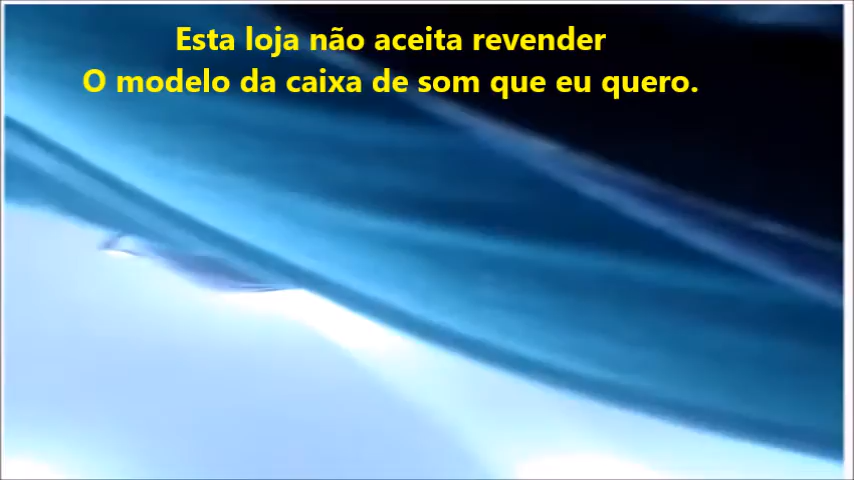 Esta loja não aceita revender
O modelo da caixa de som que eu quero.